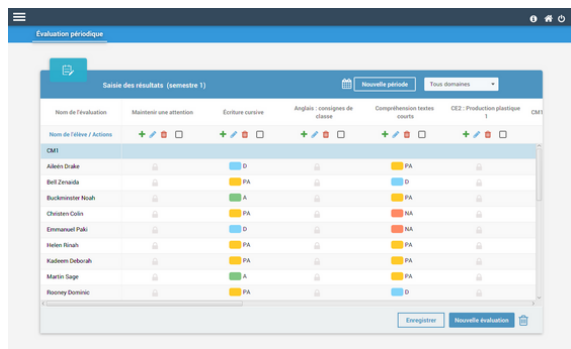 Évaluation périodique
Saisie des résultats (semestre 1)
Nouvelle période
Tous domaines
Nom de l'évaluation
Maintenir une attention
Écriture cursive
Anglais : consignes de classe
Compréhension textes courts
CE2 : Production plastique 1
CM1
Nom de l'élève / Actions
CM1
Aileén Drake D PA
Bell Zenaida PA D
Buckminster Noah A PA
Christen Colin PA NA
Emmanuel Paki D NA
Helen Rinah PA PA
Kadeem Deborah PA PA
Martin Sage A PA
Rooney Dominic PA D
Enregistrer
Nouvelle évaluation